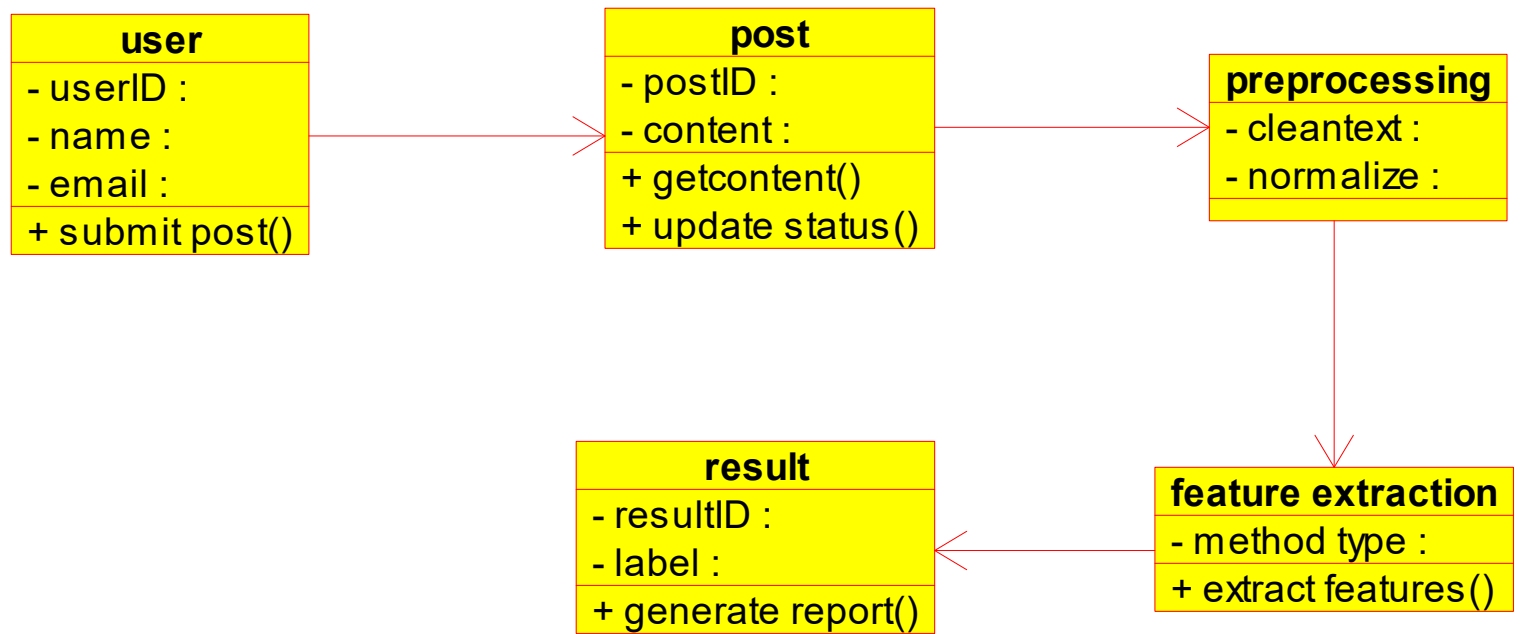 user
- userID :
- name :
- email :
+ submit post()
post
- postID :
- content :
+ getcontent()
+ update status()
preprocessing
- cleantext :
- normalize :
result
- resultID :
- label :
+ generate report()
feature extraction
- method type :
+ extract features()